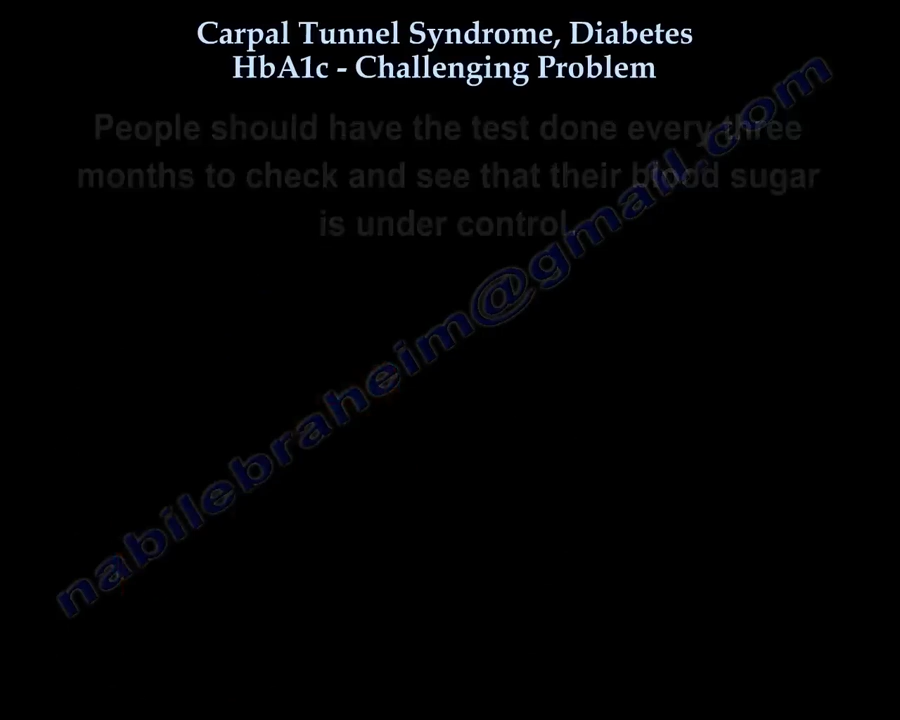 Carpal Tunnel Syndrome, Diabetes
HbA1c - Challenging Problem
People should have the test done every three
months to check and see that their blood sugar
is under control.
nabilebraheim@gmail.com